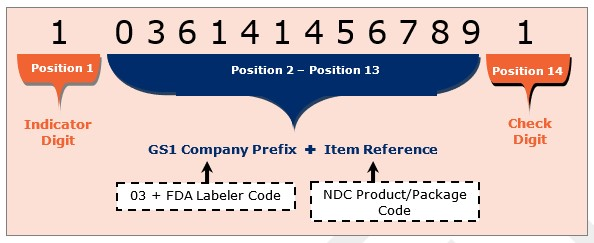 1 0 3 6 1 4 1 4 5 6 7 8 9 1
Position 1 Position 2 – Position 13 Position 14
Indicator
Digit
Check
Digit
GS1 Company Prefix + Item Reference
03 + FDA Labeler Code
NDC Product/Package
Code